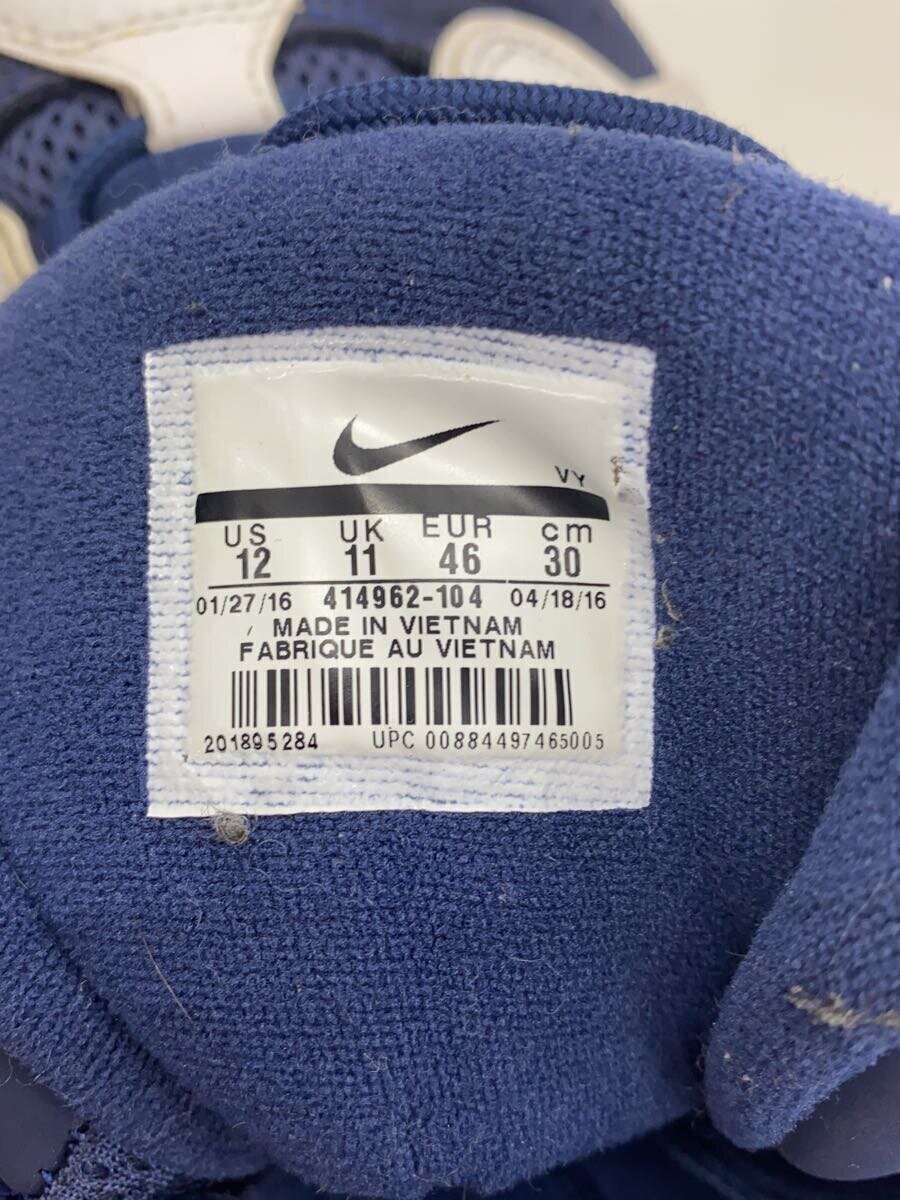 VY
US UK EUR cm
12 11 46 30
01/27/16 414962-104 04/18/16
MADE IN VIETNAM
FABRIQUE AU VIETNAM
201895284 UPC 00884497465005